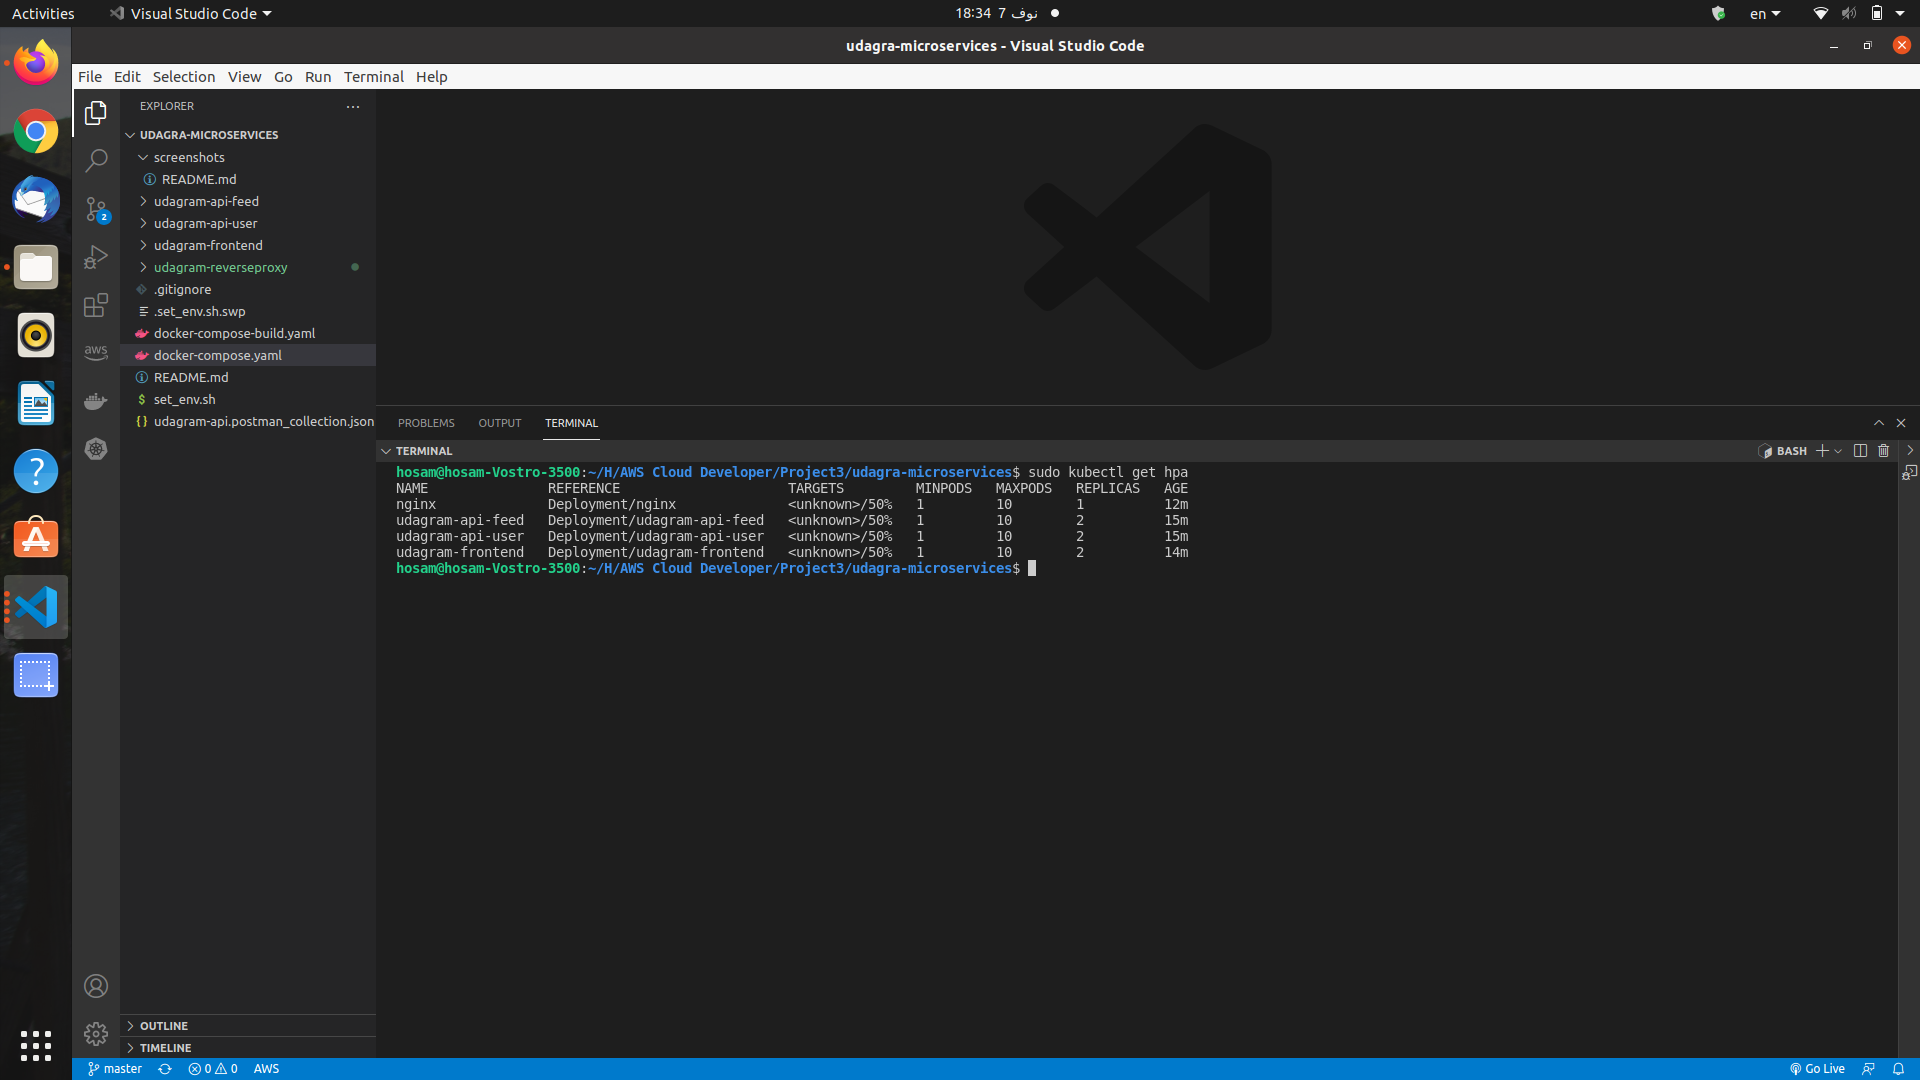 Activities
Visual Studio Code
18:34 7 نوف
en
udagra-microservices - Visual Studio Code
File Edit Selection View Go Run Terminal Help
EXPLORER
UDAGRA-MICROSERVICES
screenshots
README.md
udagram-api-feed
udagram-api-user
udagram-frontend
udagram-reverseproxy
.gitignore
.set_env.sh.swp
docker-compose-build.yaml
docker-compose.yaml
README.md
$ set_env.sh
{} udagram-api.postman_collection.json
OUTLINE
TIMELINE
2
aws
PROBLEMS OUTPUT TERMINAL
TERMINAL
BASH
hosam@hosam-Vostro-3500:~/H/AWS Cloud Developer/Project3/udagra-microservices$ sudo kubectl get hpa
NAME REFERENCE TARGETS MINPODS MAXPODS REPLICAS AGE
nginx Deployment/nginx <unknown>/50% 1 10 1 12m
udagram-api-feed Deployment/udagram-api-feed <unknown>/50% 1 10 2 15m
udagram-api-user Deployment/udagram-api-user <unknown>/50% 1 10 2 15m
udagram-frontend Deployment/udagram-frontend <unknown>/50% 1 10 2 14m
hosam@hosam-Vostro-3500:~/H/AWS Cloud Developer/Project3/udagra-microservices$
master 0 0 AWS
Go Live